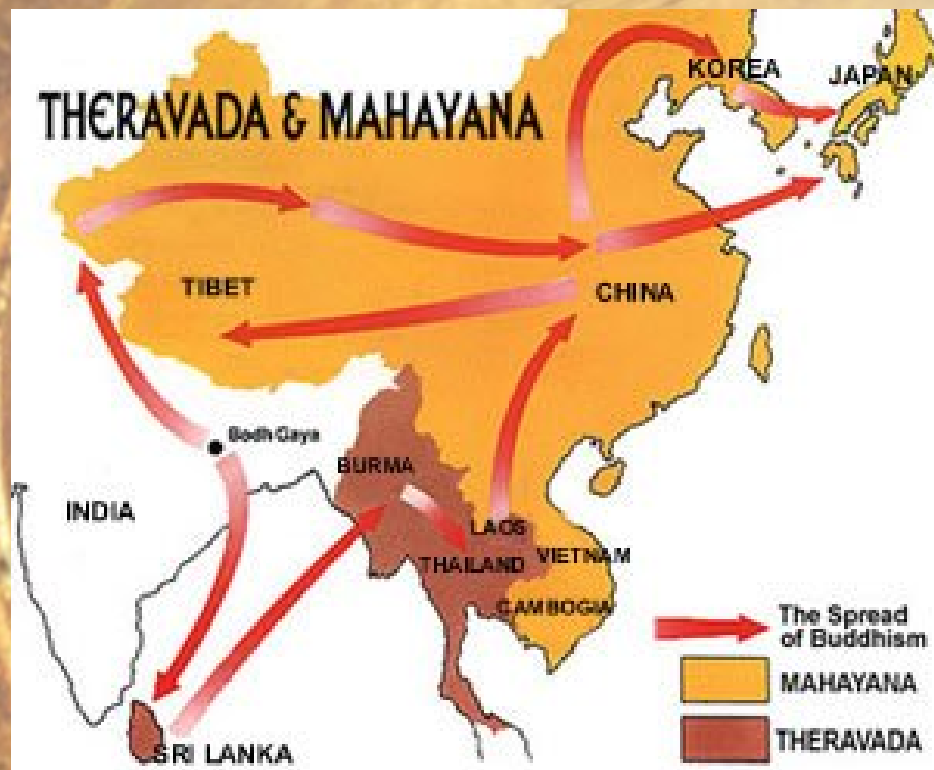 THERAVADA & MAHAYANA
KOREA
JAPAN
TIBET
CHINA
Bodh Gaya
BURMA
INDIA
LAOS
THAILAND
VIETNAM
CAMBOGIA
SRI LANKA
The Spread
of Buddhism
MAHAYANA
THERAVADA